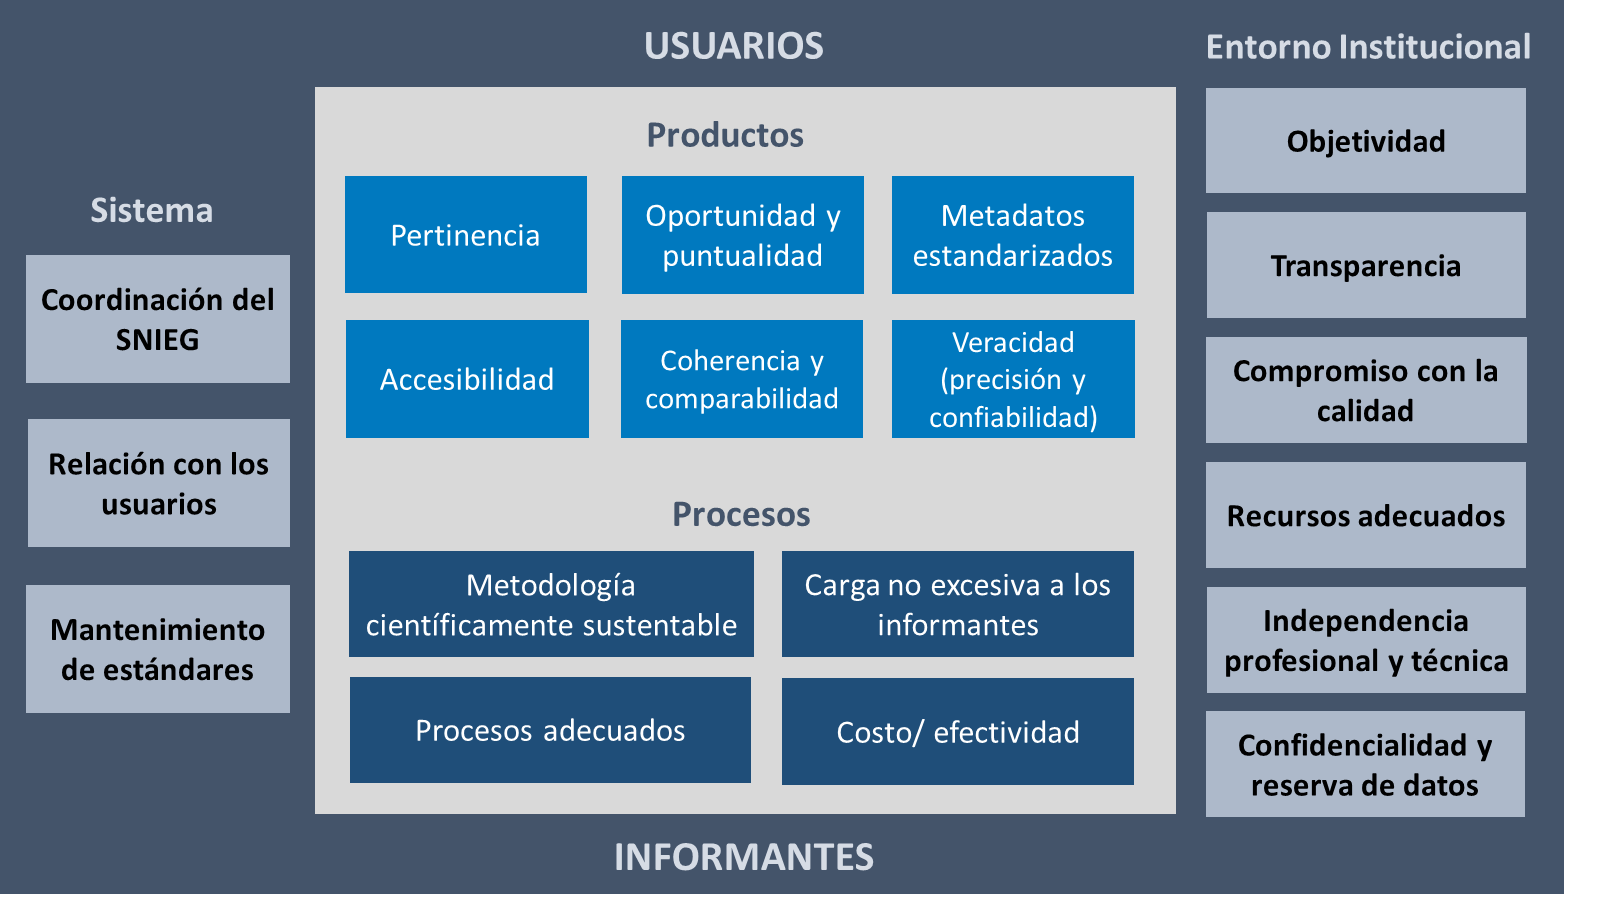 USUARIOS
Sistema
Coordinación del
SNIEG
Relación con los
usuarios
Mantenimiento
de estándares
Productos
Pertinencia
Oportunidad y
puntualidad
Metadatos
estandarizados
Accesibilidad
Coherencia y
comparabilidad
Veracidad
(precisión y
confiabilidad)
Procesos
Metodología
científicamente sustentable
Carga no excesiva a los
informantes
Procesos adecuados
Costo/ efectividad
Entorno Institucional
Objetividad
Transparencia
Compromiso con la
calidad
Recursos adecuados
Independencia
profesional y técnica
Confidencialidad y
reserva de datos
INFORMANTES